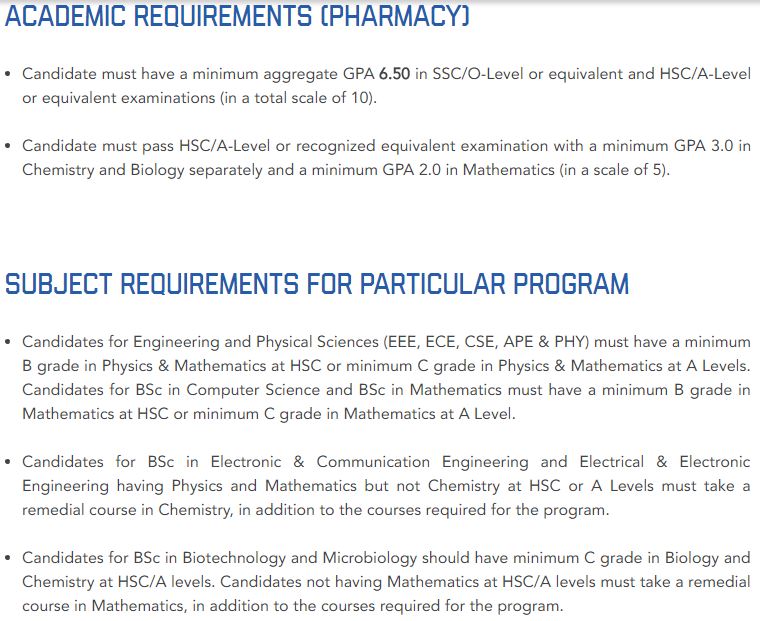 ACADEMIC REQUIREMENTS (PHARMACY)
• Candidate must have a minimum aggregate GPA 6.50 in SSC/O-Level or equivalent and HSC/A-Level
or equivalent examinations (in a total scale of 10).
• Candidate must pass HSC/A-Level or recognized equivalent examination with a minimum GPA 3.0 in
Chemistry and Biology separately and a minimum GPA 2.0 in Mathematics (in a scale of 5).
SUBJECT REQUIREMENTS FOR PARTICULAR PROGRAM
• Candidates for Engineering and Physical Sciences (EEE, ECE, CSE, APE & PHY) must have a minimum
B grade in Physics & Mathematics at HSC or minimum C grade in Physics & Mathematics at A Levels.
Candidates for BSc in Computer Science and BSc in Mathematics must have a minimum B grade in
Mathematics at HSC or minimum C grade in Mathematics at A Level.
• Candidates for BSc in Electronic & Communication Engineering and Electrical & Electronic
Engineering having Physics and Mathematics but not Chemistry at HSC or A Levels must take a
remedial course in Chemistry, in addition to the courses required for the program.
• Candidates for BSc in Biotechnology and Microbiology should have minimum C grade in Biology and
Chemistry at HSC/A levels. Candidates not having Mathematics at HSC/A levels must take a remedial
course in Mathematics, in addition to the courses required for the program.